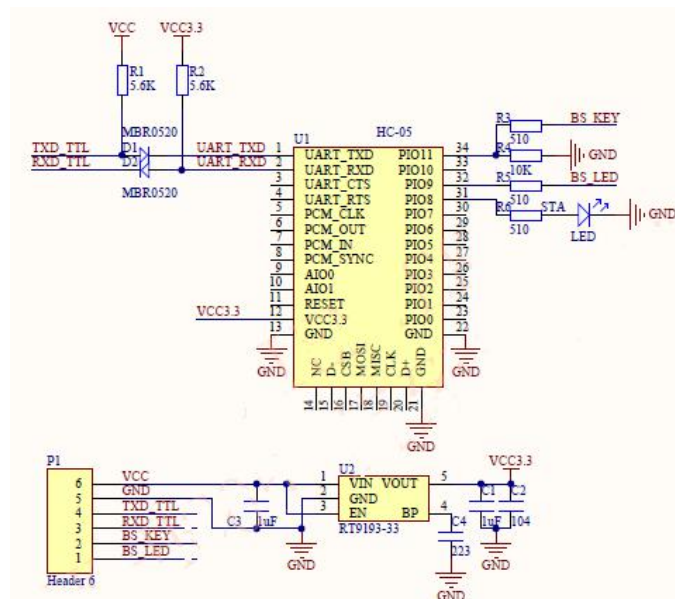 VCC VCC3.3
R1 R2
5.6K 5.6K
MBR0520
TXD_TTL D1 UART_TXD
RXD_TTL D2 UART_RXD
MBR0520
U1 HC-05
1 UART_TXD PIO11 34
2 UART_RXD PIO10 33
3 UART_CTS PIO9 32
4 UART_RTS PIO8 31
5 PCM_CLK PIO7 30
6 PCM_OUT PIO6 29
7 PCM_IN PIO5 28
8 PCM_SYNC PIO4 27
9 AIO0 PIO3 26
10 AIO1 PIO2 25
11 RESET PIO1 24
12 VCC3.3 PIO0 23
13 GND GND 22
VCC3.3
GND
GND
NC D- CSB MOSI MISC CLK D+ GND
14 15 16 17 18 19 20 21
GND
R3 BS_KEY
510
R4 GND
10K
R5 BS_LED
510
R6 STA
510 LED GND
P1
6 VCC
5 GND
4 TXD_TTL
3 RXD_TTL
2 BS_KEY
1 BS_LED
Header 6
C3 1uF
GND
U2
1 VIN VOUT 5
2 GND
3 EN BP 4
RT9193-33
VCC3.3
C1 C2
1uF 104
GND
C4
223
GND